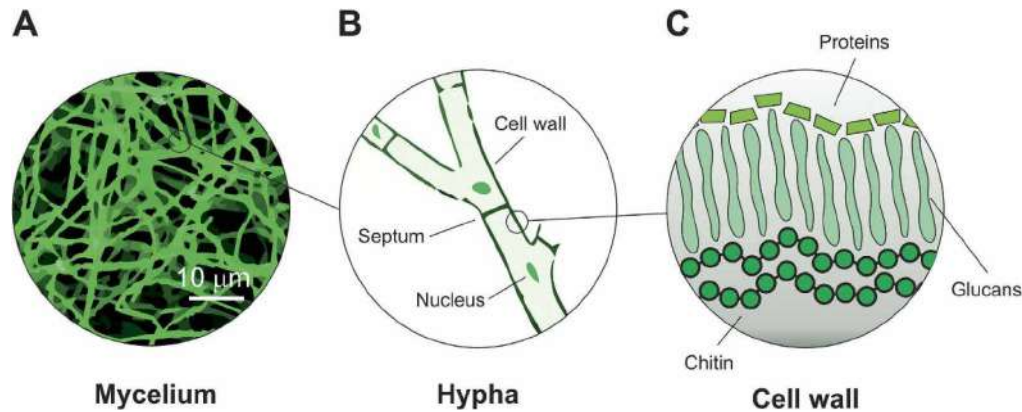 A
B
C
Proteins
Cell wall
Septum
10 μm
Nucleus
Glucans
Chitin
Mycelium
Hypha
Cell wall